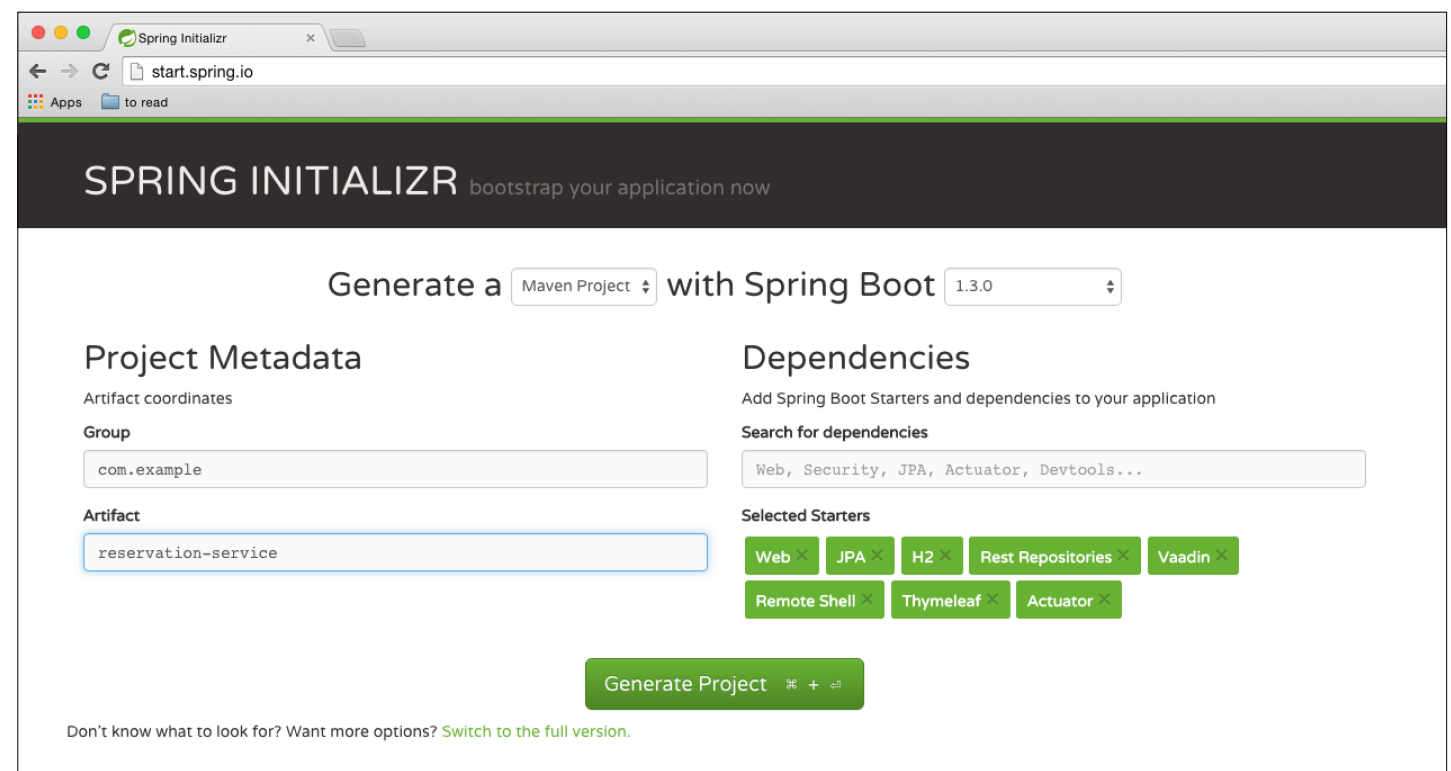 Spring Initializr ×
start.spring.io
Apps to read
SPRING INITIALIZR bootstrap your application now
Generate a Maven Project with Spring Boot 1.3.0
Project Metadata
Artifact coordinates
Group
com.example
Artifact
reservation-service
Dependencies
Add Spring Boot Starters and dependencies to your application
Search for dependencies
Web, Security, JPA, Actuator, Devtools...
Selected Starters
Web × JPA × H2 × Rest Repositories × Vaadin ×
Remote Shell × Thymeleaf × Actuator ×
Generate Project ⌘ + ⏎
Don't know what to look for? Want more options? Switch to the full version.